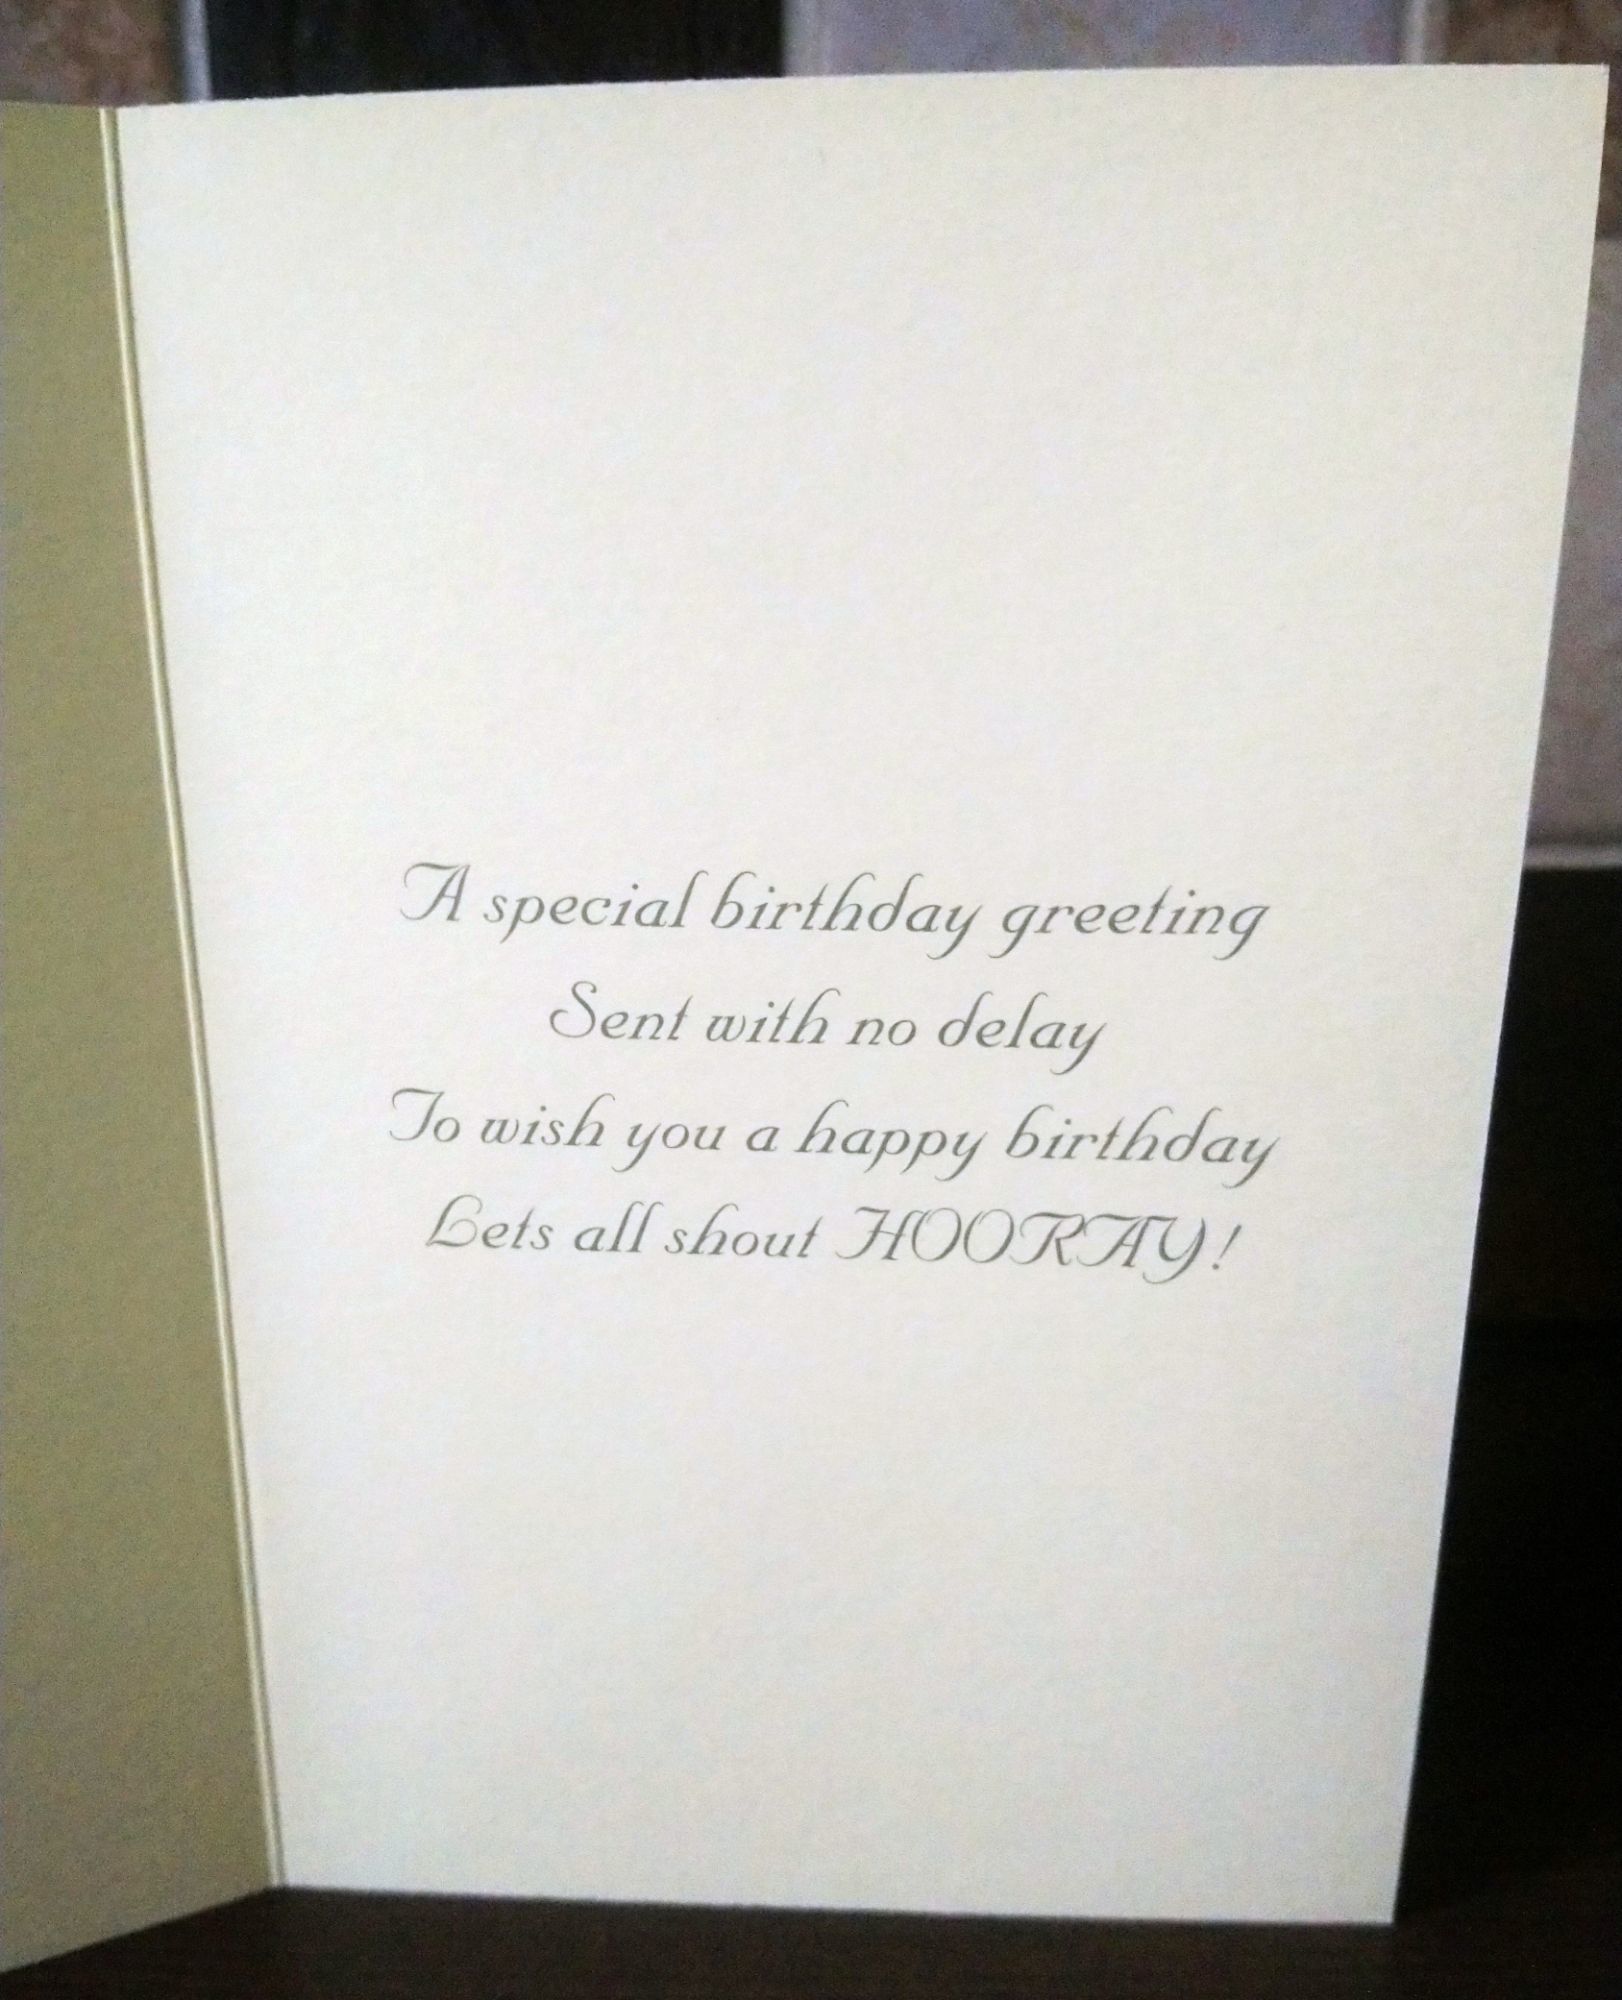 A special birthday greeting
Sent with no delay
To wish you a happy birthday
Lets all shout HOORAY!